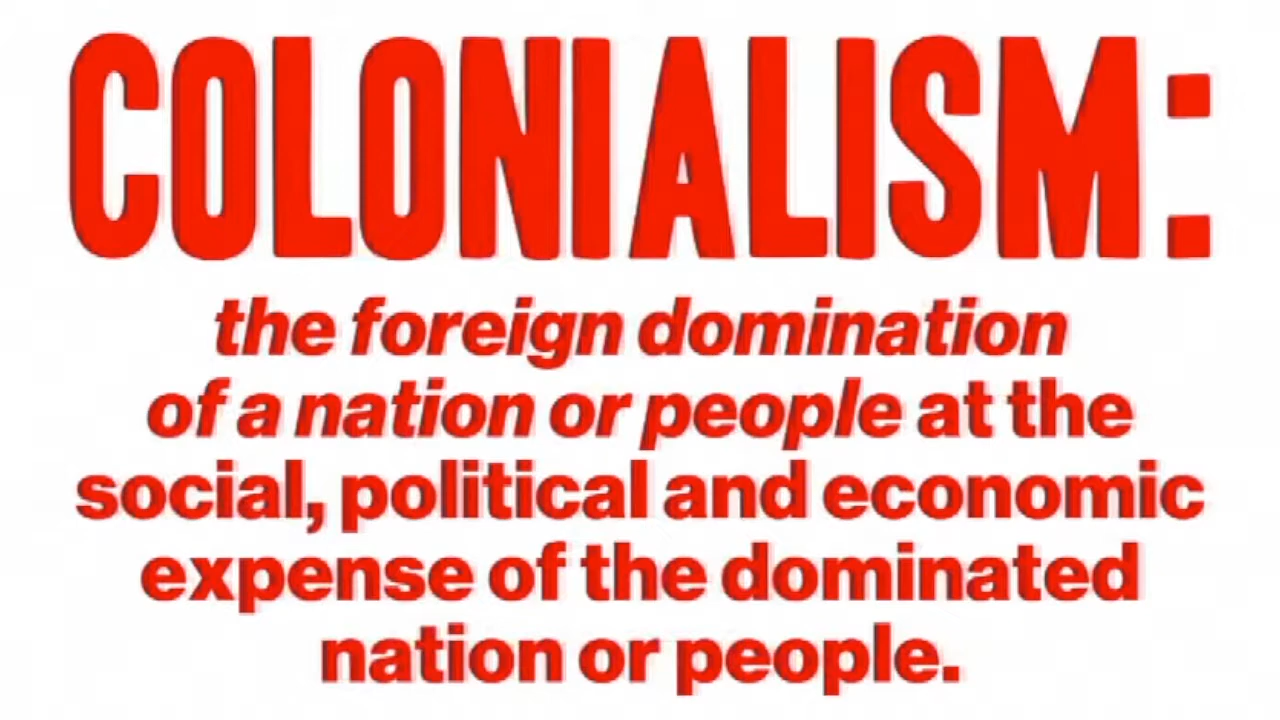 COLONIALISM:
the foreign domination
of a nation or people at the
social, political and economic
expense of the dominated
nation or people.